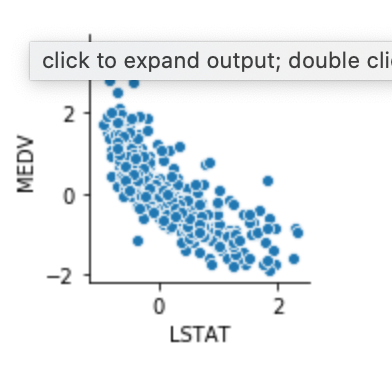 click to expand output; double cli
2
MEDV
0
−2
0
2
LSTAT